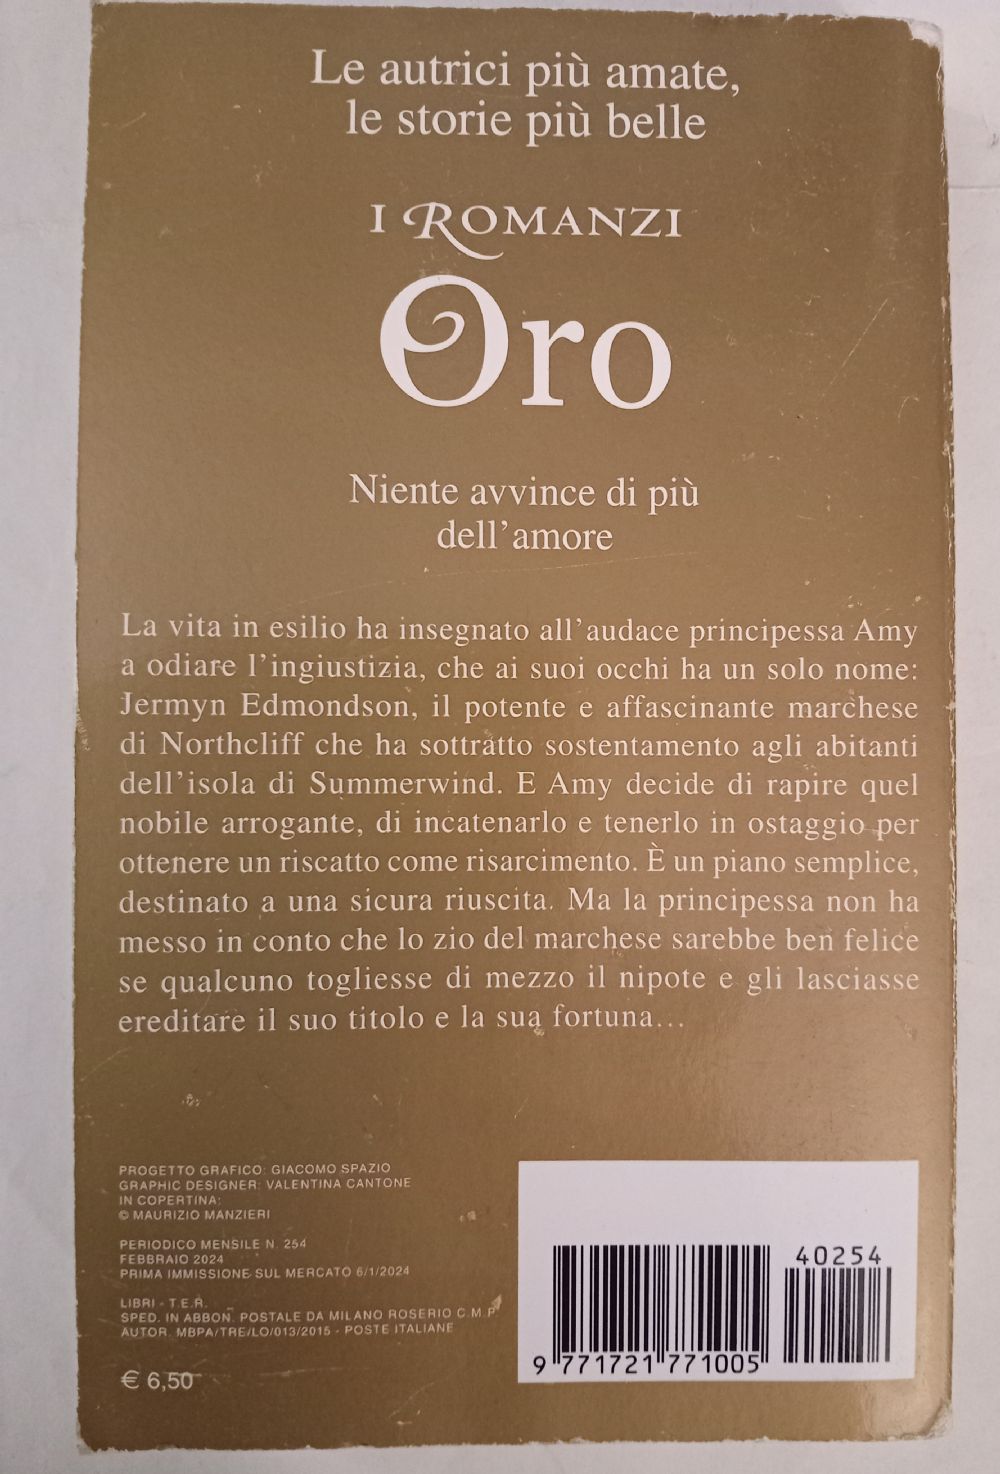 Le autrici più amate,
le storie più belle
I ROMANZI
Oro
Niente avvince di più
dell'amore
La vita in esilio ha insegnato all'audace principessa Amy
a odiare l'ingiustizia, che ai suoi occhi ha un solo nome:
Jermyn Edmondson, il potente e affascinante marchese
di Northcliff che ha sottratto sostentamento agli abitanti
dell'isola di Summerwind. E Amy decide di rapire quel
nobile arrogante, di incatenarlo e tenerlo in ostaggio per
ottenere un riscatto come risarcimento. È un piano semplice,
destinato a una sicura riuscita. Ma la principessa non ha
messo in conto che lo zio del marchese sarebbe ben felice
se qualcuno togliesse di mezzo il nipote e gli lasciasse
ereditare il suo titolo e la sua fortuna...
PROGETTO GRAFICO: GIACOMO SPAZIO
GRAPHIC DESIGNER: VALENTINA CANTONE
IN COPERTINA:
© MAURIZIO MANZIERI
PERIODICO MENSILE N. 254
FEBBRAIO 2024
PRIMA IMMISSIONE SUL MERCATO 6/1/2024
LIBRI - T.E.R.
SPED. IN ABBON. POSTALE DA MILANO ROSERIO C.M.P.
AUTOR. MBPA/TRE/LO/013/2015 - POSTE ITALIANE
€ 6,50
40254
9 771721 771005